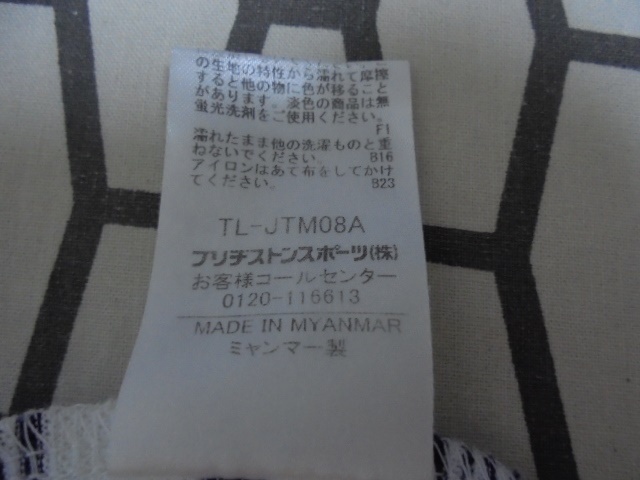 の生地の特性から濡れて摩擦
すると他の物に色が移ること
があります。淡色の商品は無
蛍光洗剤をご使用ください。
F1
濡れたまま他の洗濯ものと重
ねないでください。 B16
アイロンはあて布をしてかけ
てください。 B23
TL-JTM08A
ブリヂストンスポーツ(株)
お客様コールセンター
0120-116613
MADE IN MYANMAR
ミャンマー製